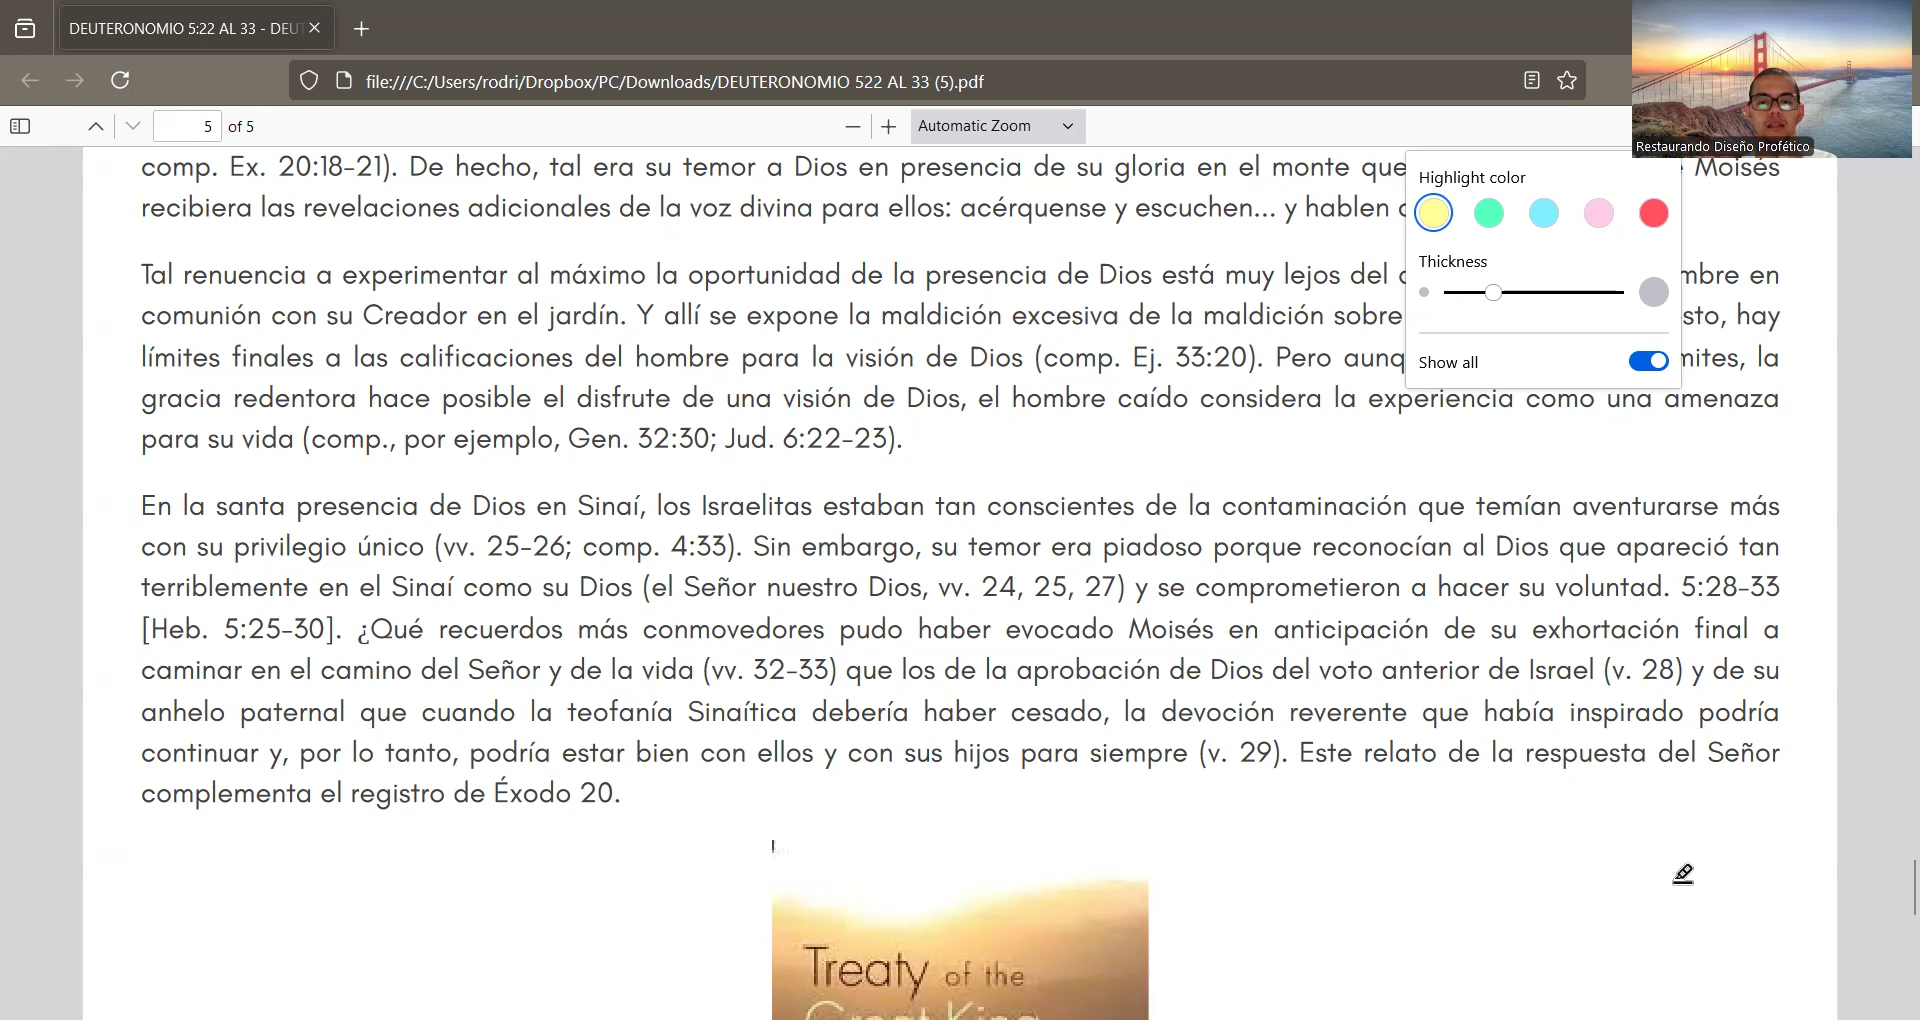 DEUTERONOMIO 5:22 AL 33 - DEUT
file:///C:/Users/rodri/Dropbox/PC/Downloads/DEUTERONOMIO 522 AL 33 (5).pdf
5 of 5
Automatic Zoom
Restaurando Diseño Profético
comp. Ex. 20:18-21). De hecho, tal era su temor a Dios en presencia de su gloria en el monte que Moisés
recibiera las revelaciones adicionales de la voz divina para ellos: acérquense y escuchen... y hablen
Highlight color
Thickness
Show all
Tal renuencia a experimentar al máximo la oportunidad de la presencia de Dios está muy lejos del mbre en
comunión con su Creador en el jardín. Y allí se expone la maldición excesiva de la maldición sobre sto, hay
límites finales a las calificaciones del hombre para la visión de Dios (comp. Ej. 33:20). Pero aunq mites, la
gracia redentora hace posible el disfrute de una visión de Dios, el hombre caído considera la experiencia como una amenaza
para su vida (comp., por ejemplo, Gen. 32:30; Jud. 6:22-23).
En la santa presencia de Dios en Sinaí, los Israelitas estaban tan conscientes de la contaminación que temían aventurarse más
con su privilegio único (vv. 25-26; comp. 4:33). Sin embargo, su temor era piadoso porque reconocían al Dios que apareció tan
terriblemente en el Sinaí como su Dios (el Señor nuestro Dios, vv. 24, 25, 27) y se comprometieron a hacer su voluntad. 5:28-33
[Heb. 5:25-30]. ¿Qué recuerdos más conmovedores pudo haber evocado Moisés en anticipación de su exhortación final a
caminar en el camino del Señor y de la vida (vv. 32-33) que los de la aprobación de Dios del voto anterior de Israel (v. 28) y de su
anhelo paternal que cuando la teofanía Sinaítica debería haber cesado, la devoción reverente que había inspirado podría
continuar y, por lo tanto, podría estar bien con ellos y con sus hijos para siempre (v. 29). Este relato de la respuesta del Señor
complementa el registro de Éxodo 20.
Treaty of the
Great King